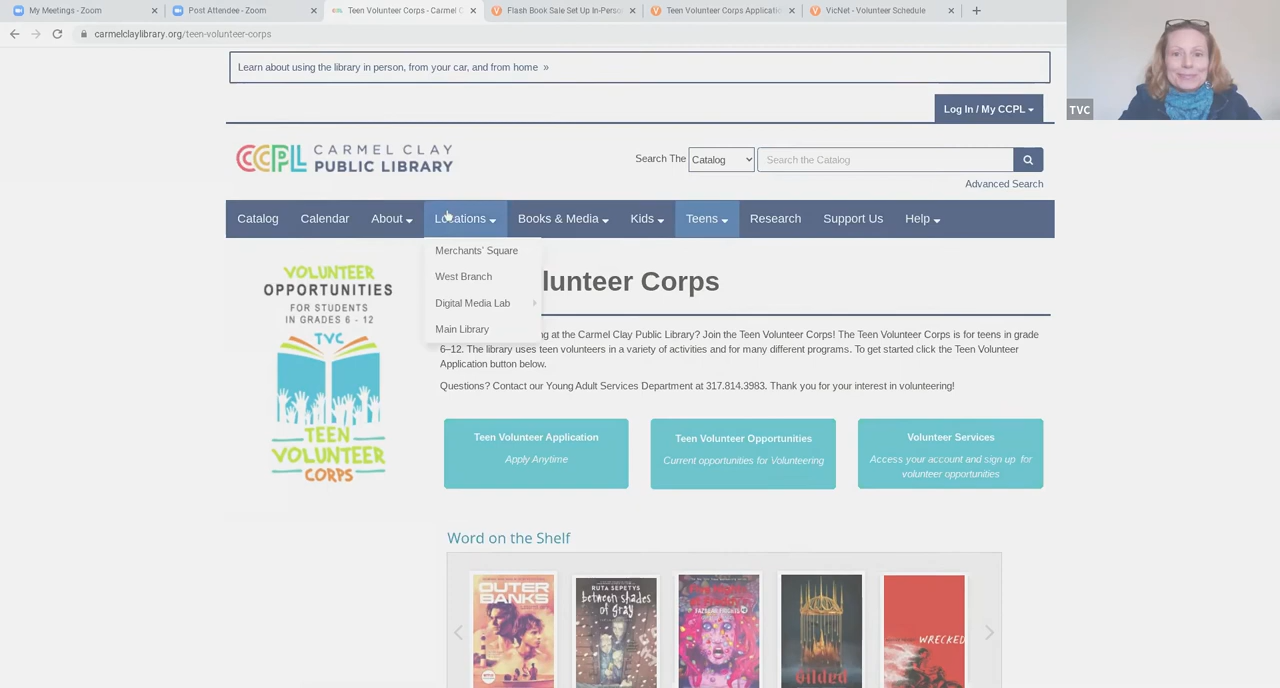 My Meetings - Zoom
Post Attendee - Zoom
Teen Volunteer Corps - Carmel C
Flash Book Sale Set Up In-Perso
Teen Volunteer Corps Applicatio
VicNet - Volunteer Schedule
carmelclaylibrary.org/teen-volunteer-corps
TVC
Learn about using the library in person, from your car, and from home »
Log In / My CCPL
CCPL CARMEL CLAY
PUBLIC LIBRARY
Search The Catalog Search the Catalog
Advanced Search
Catalog Calendar About Locations Books & Media Kids Teens Research Support Us Help
Merchants' Square
West Branch
Digital Media Lab
Main Library
VOLUNTEER
OPPORTUNITIES
FOR STUDENTS
IN GRADES 6 - 12
TVC
TEEN
VOLUNTEER
CORPS
lunteer Corps
ng at the Carmel Clay Public Library? Join the Teen Volunteer Corps! The Teen Volunteer Corps is for teens in grade
6–12. The library uses teen volunteers in a variety of activities and for many different programs. To get started click the Teen Volunteer
Application button below.
Questions? Contact our Young Adult Services Department at 317.814.3983. Thank you for your interest in volunteering!
Teen Volunteer Application
Apply Anytime
Teen Volunteer Opportunities
Current opportunities for Volunteering
Volunteer Services
Access your account and sign up for
volunteer opportunities
Word on the Shelf
OUTER
BANKS
RUTA SEPETYS
between shades
of gray
FAZBEAR FRIGHTS
gilded
WRECKED